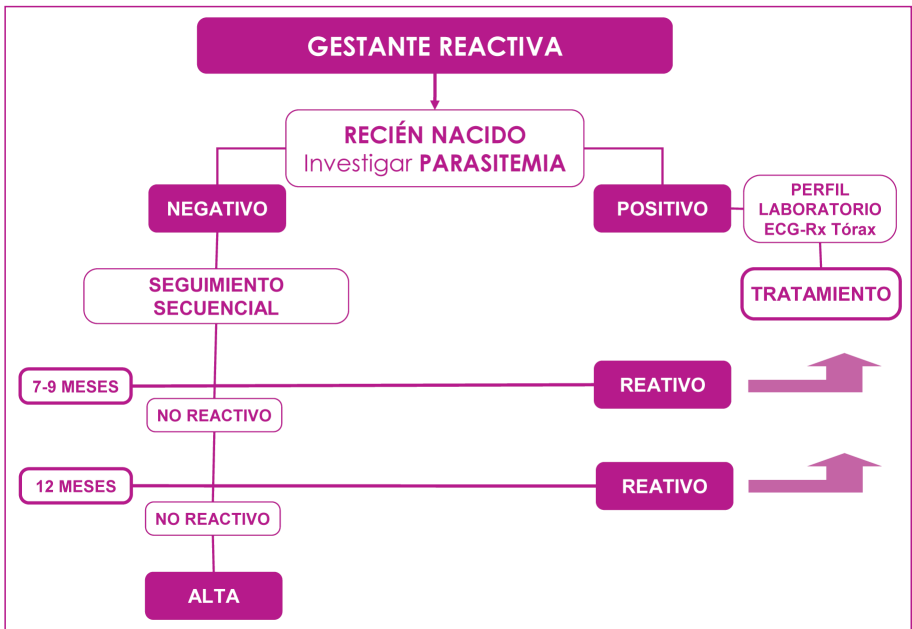 GESTANTE REACTIVA
RECIÉN NACIDO
Investigar PARASITEMIA
NEGATIVO
POSITIVO
PERFIL
LABORATORIO
ECG-Rx Tórax
SEGUIMIENTO
SECUENCIAL
TRATAMIENTO
7-9 MESES
REATIVO
NO REACTIVO
12 MESES
REATIVO
NO REACTIVO
ALTA